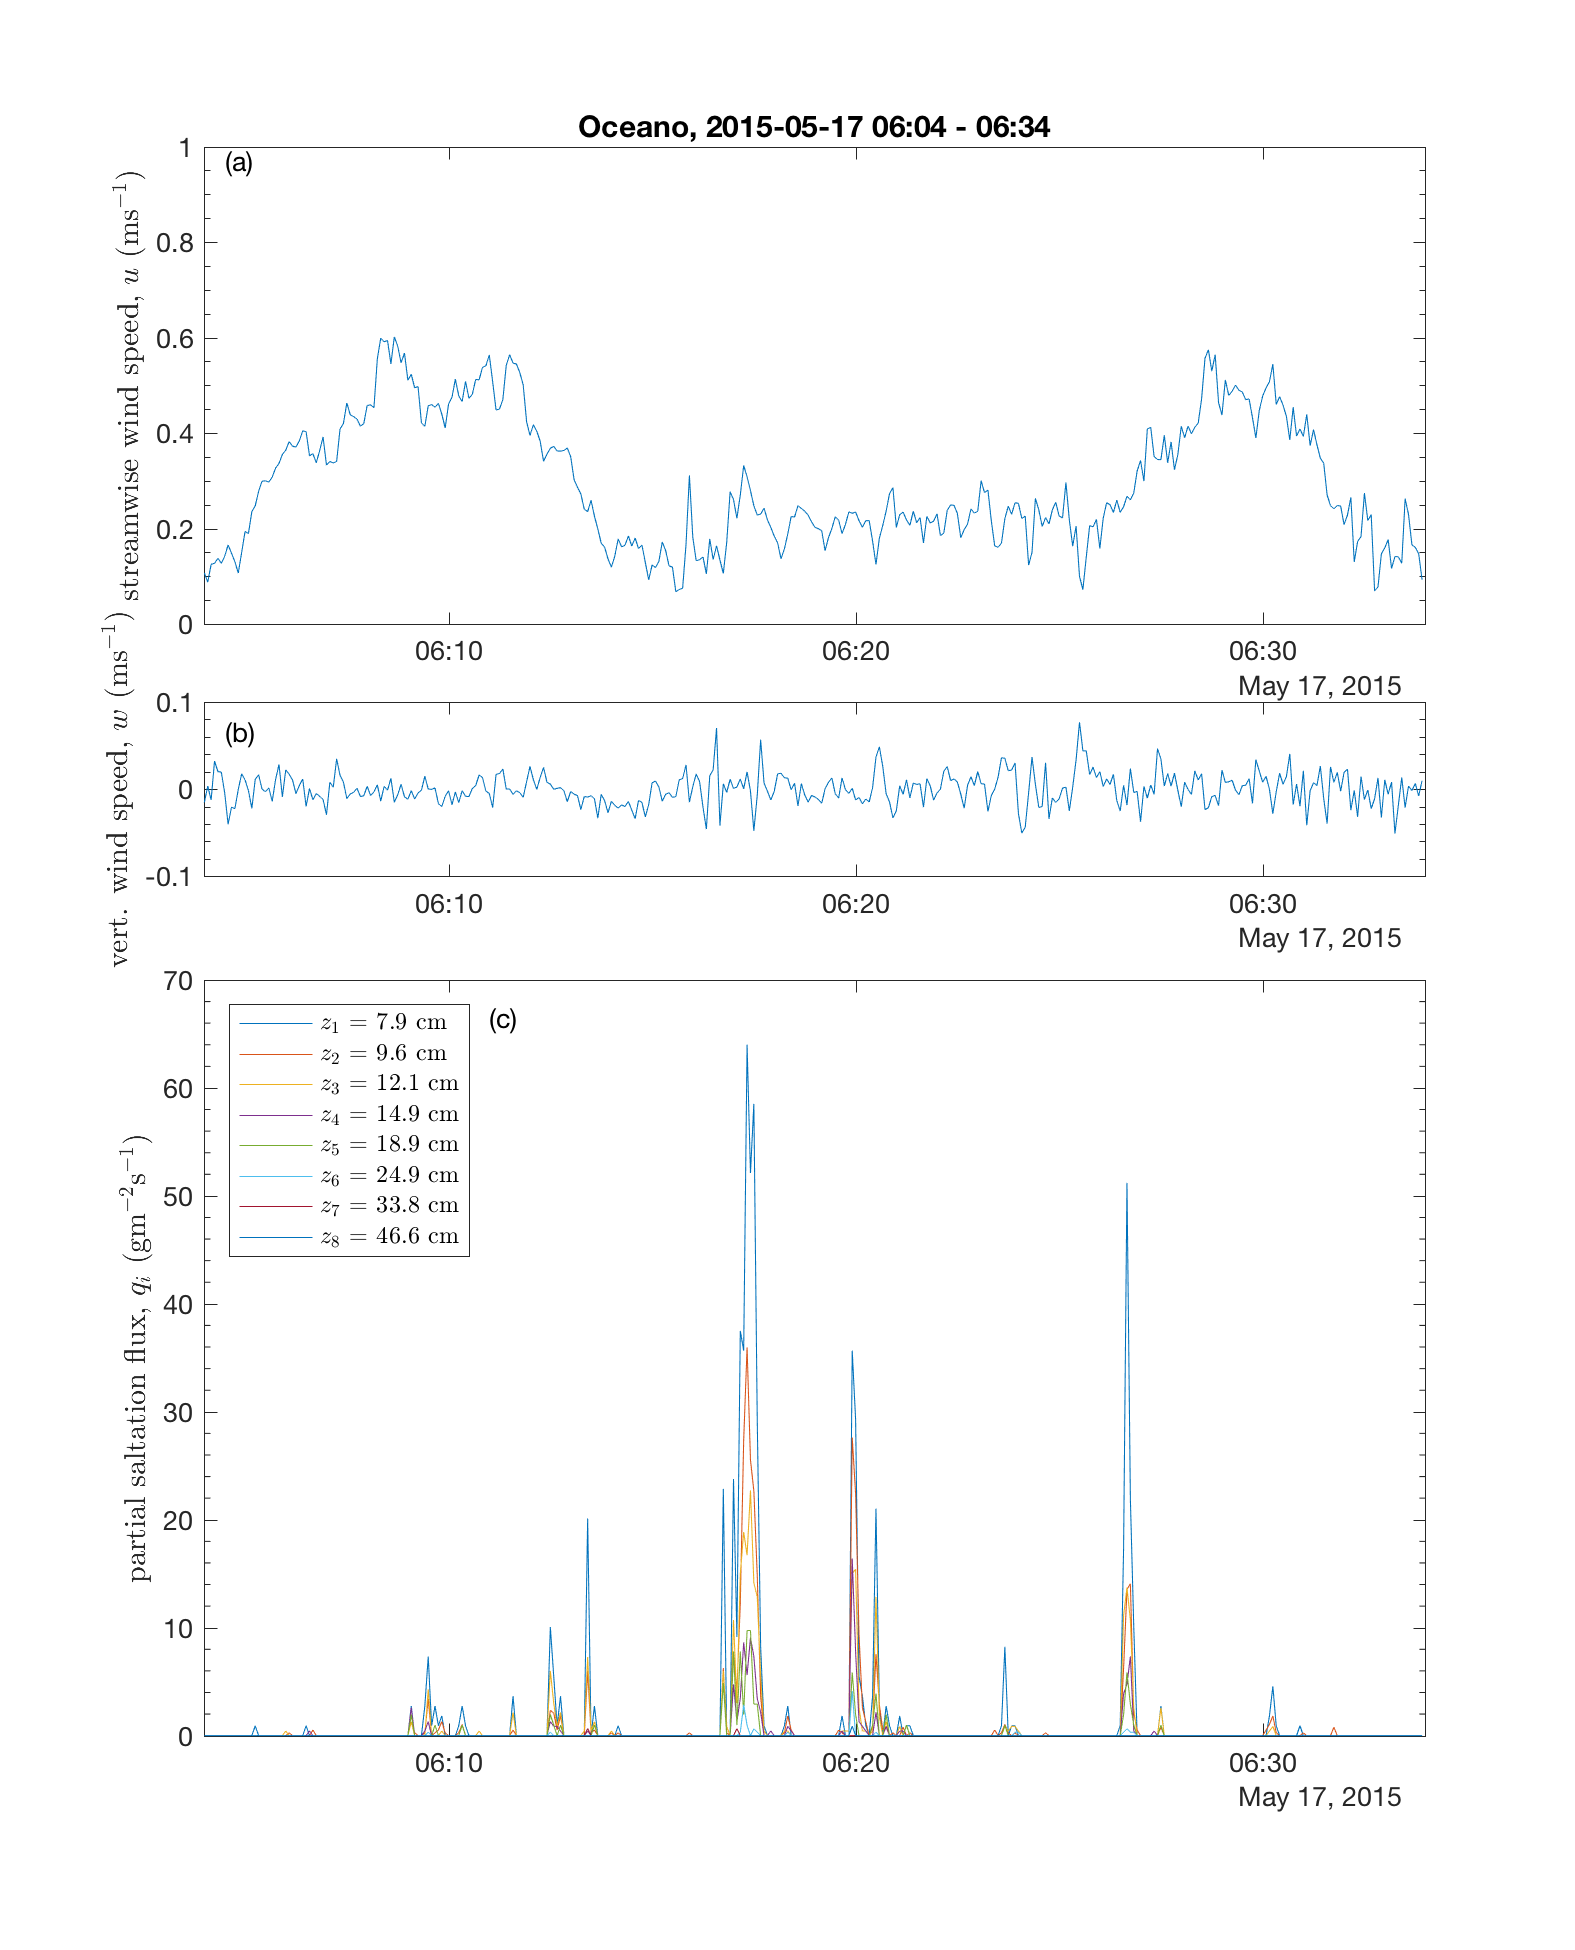 Oceano, 2015-05-17 06:04 - 06:34
(a)
streamwise wind speed, u (ms⁻¹)
1
0.8
0.6
0.4
0.2
0
06:10 06:20 06:30
May 17, 2015
(b)
vert. wind speed, w (ms⁻¹)
0.1
0
-0.1
06:10 06:20 06:30
May 17, 2015
(c)
partial saltation flux, qᵢ (gm⁻²s⁻¹)
70
60
50
40
30
20
10
0
z₁ = 7.9 cm
z₂ = 9.6 cm
z₃ = 12.1 cm
z₄ = 14.9 cm
z₅ = 18.9 cm
z₆ = 24.9 cm
z₇ = 33.8 cm
z₈ = 46.6 cm
06:10 06:20 06:30
May 17, 2015